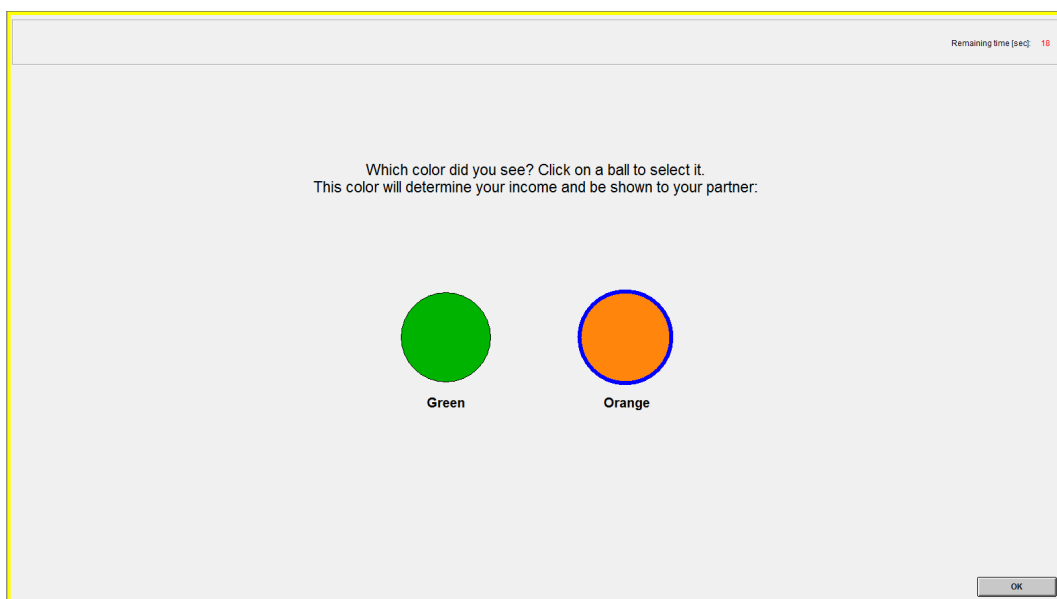 Remaining time [sec]: 18
Which color did you see? Click on a ball to select it.
This color will determine your income and be shown to your partner:
Green
Orange
OK